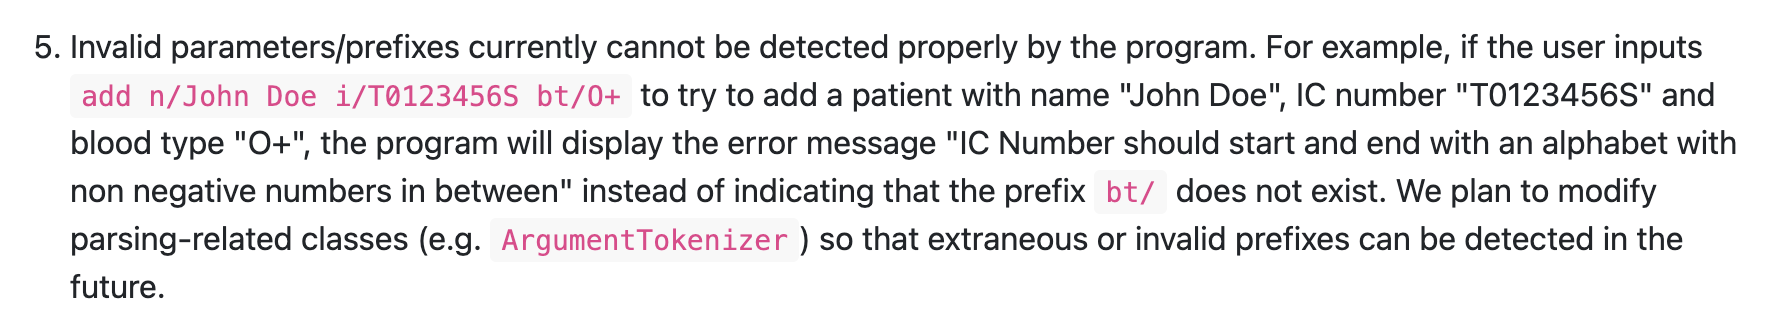 5. Invalid parameters/prefixes currently cannot be detected properly by the program. For example, if the user inputs
add n/John Doe i/T0123456S bt/O+ to try to add a patient with name "John Doe", IC number "T0123456S" and
blood type "O+", the program will display the error message "IC Number should start and end with an alphabet with
non negative numbers in between" instead of indicating that the prefix bt/ does not exist. We plan to modify
parsing-related classes (e.g. ArgumentTokenizer ) so that extraneous or invalid prefixes can be detected in the
future.